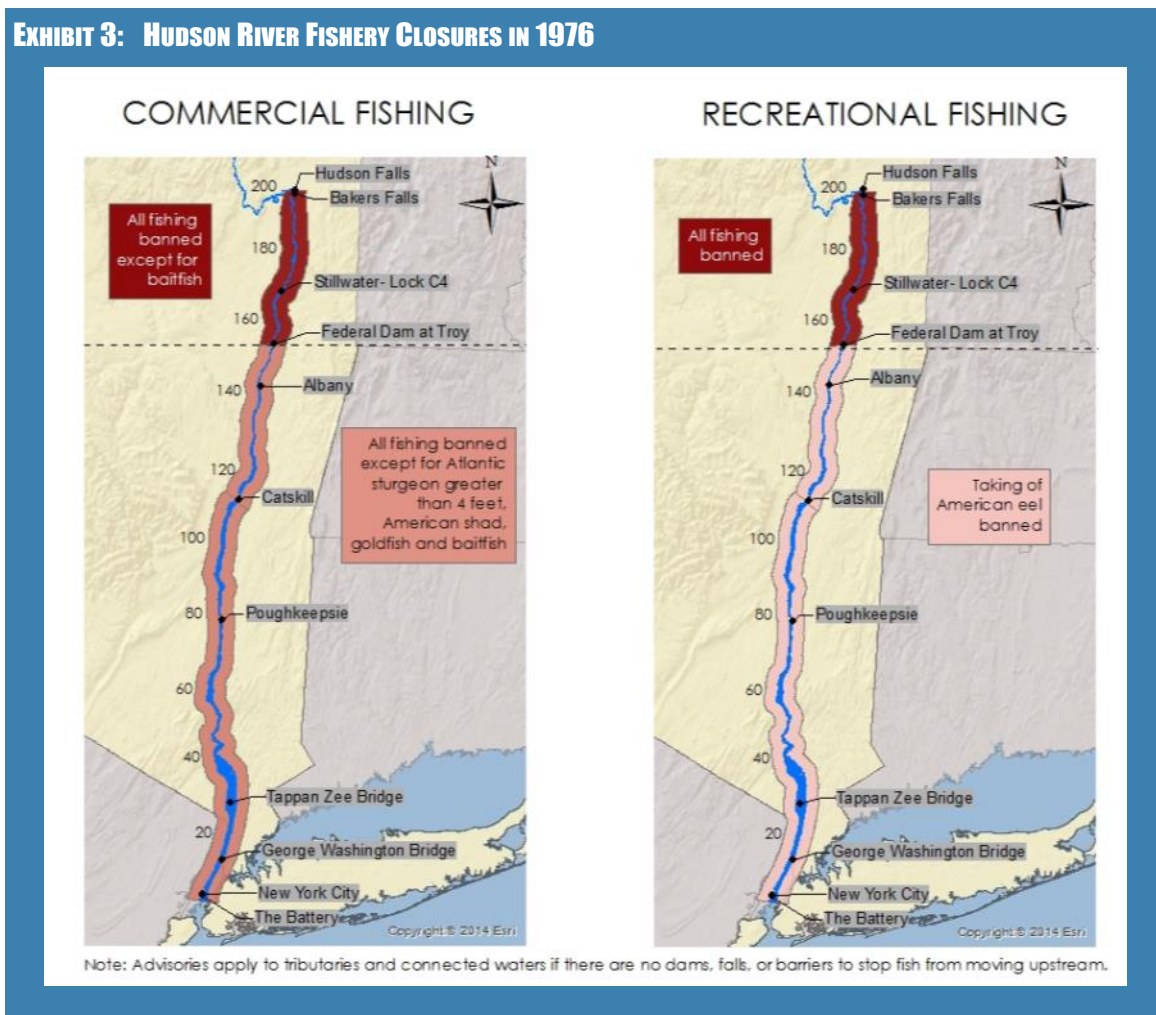 EXHIBIT 3: HUDSON RIVER FISHERY CLOSURES IN 1976
COMMERCIAL FISHING
N
Hudson Falls
200
Bakers Falls
All fishing
banned
except for
baitfish
180
Stillwater- Lock C4
160
Federal Dam at Troy
140
Albany
All fishing banned
except for Atlantic
sturgeon greater
than 4 feet,
American shad,
goldfish and baitfish
120
Catskill
100
80
Poughkeepsie
60
40
Tappan Zee Bridge
20
George Washington Bridge
New York City
The Battery
Copyright:© 2014 Esri
RECREATIONAL FISHING
N
Hudson Falls
200
Bakers Falls
All fishing
banned
180
Stillwater- Lock C4
160
Federal Dam at Troy
140
Albany
120
Catskill
Taking of
American eel
banned
100
80
Poughkeepsie
60
40
Tappan Zee Bridge
20
George Washington Bridge
New York City
The Battery
Copyright:© 2014 Esri
Note: Advisories apply to tributaries and connected waters if there are no dams, falls, or barriers to stop fish from moving upstream.